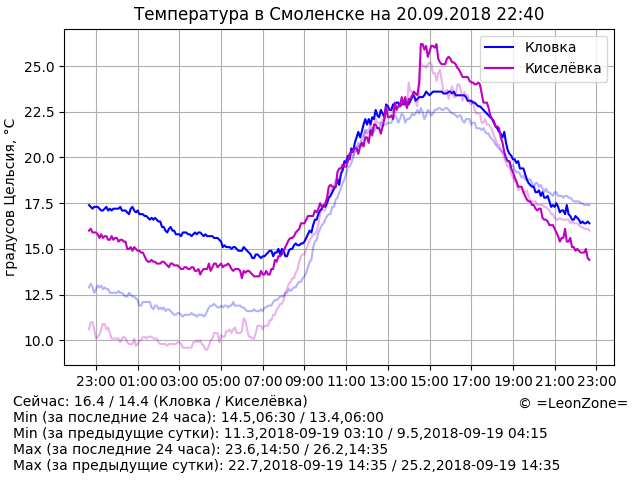 Температура в Смоленске на 20.09.2018 22:40
градусов Цельсия, °C
25.0
22.5
20.0
17.5
15.0
12.5
10.0
Кловка
Киселёвка
23:00 01:00 03:00 05:00 07:00 09:00 11:00 13:00 15:00 17:00 19:00 21:00 23:00
Сейчас: 16.4 / 14.4 (Кловка / Киселёвка)
© =LeonZone=
Min (за последние 24 часа): 14.5,06:30 / 13.4,06:00
Min (за предыдущие сутки): 11.3,2018-09-19 03:10 / 9.5,2018-09-19 04:15
Max (за последние 24 часа): 23.6,14:50 / 26.2,14:35
Max (за предыдущие сутки): 22.7,2018-09-19 14:35 / 25.2,2018-09-19 14:35